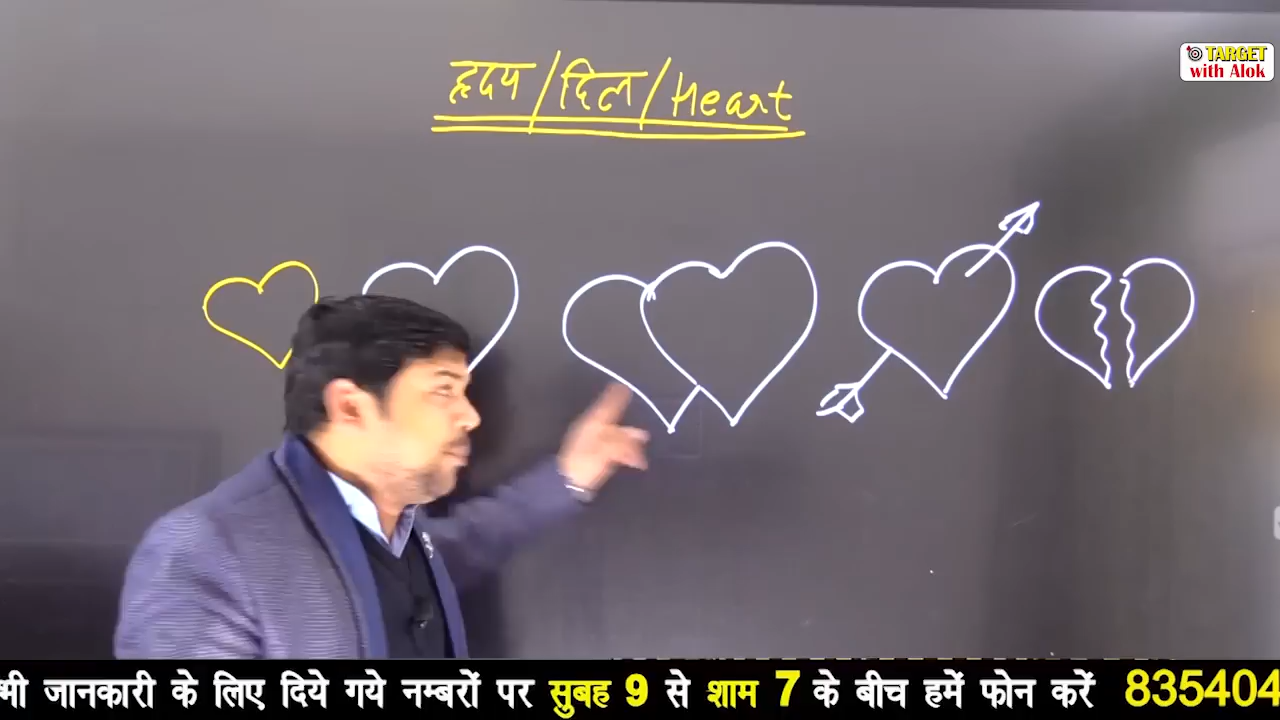 हृदय/दिल/Heart
TARGET
with Alok
भी जानकारी के लिए दिये गये नम्बरों पर सुबह 9 से शाम 7 के बीच हमें फोन करें 835404